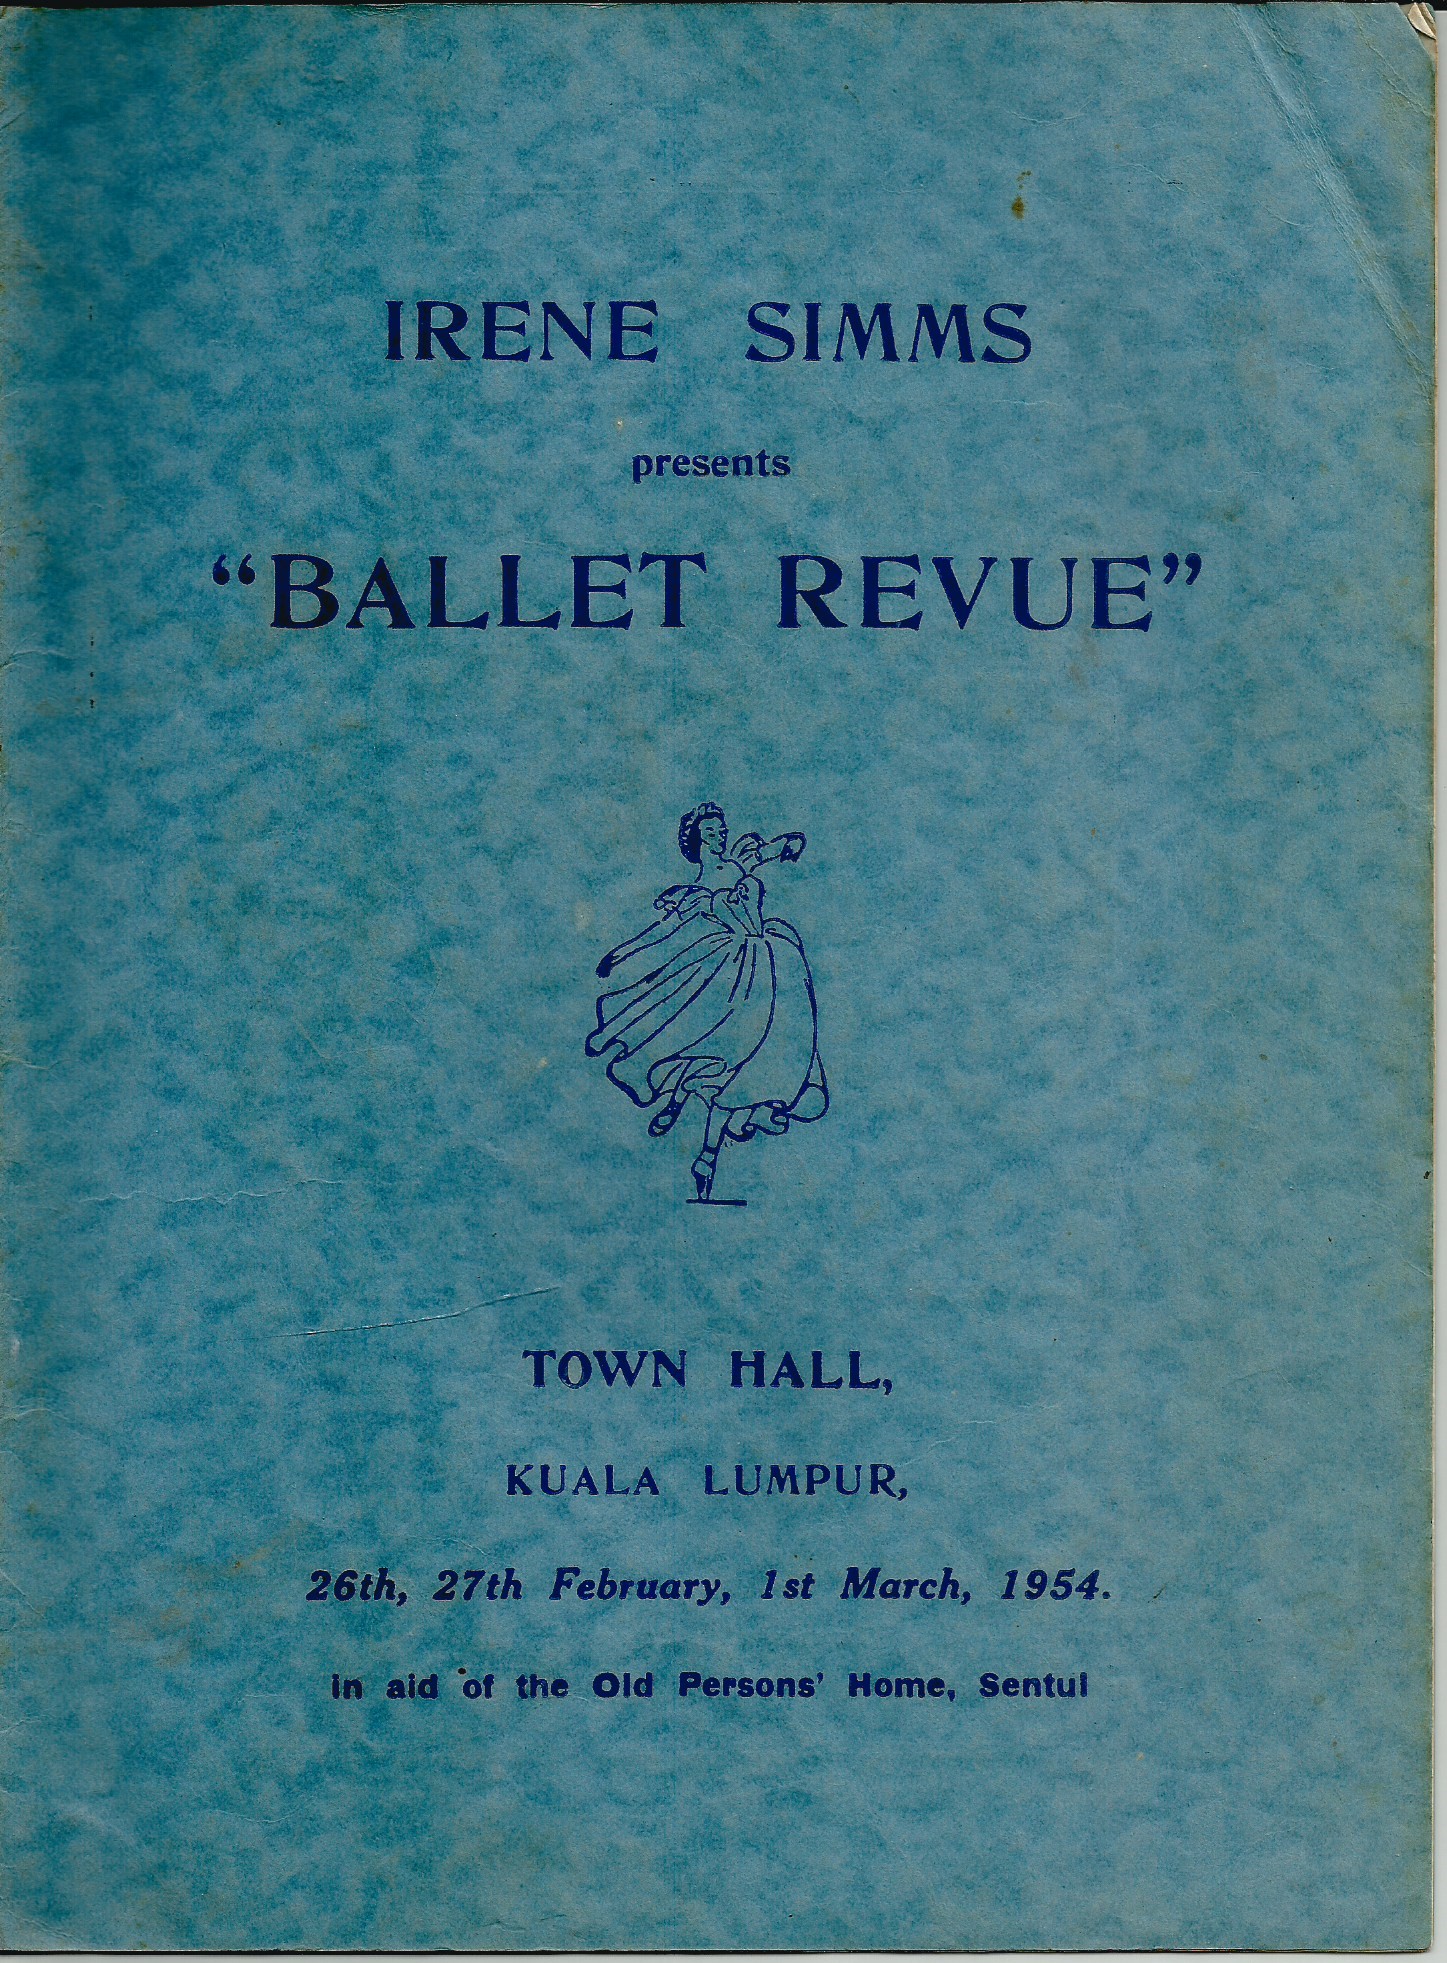 IRENE SIMMS
presents
“BALLET REVUE”
TOWN HALL,
KUALA LUMPUR,
26th, 27th February, 1st March, 1954.
in aid of the Old Persons’ Home, Sentul